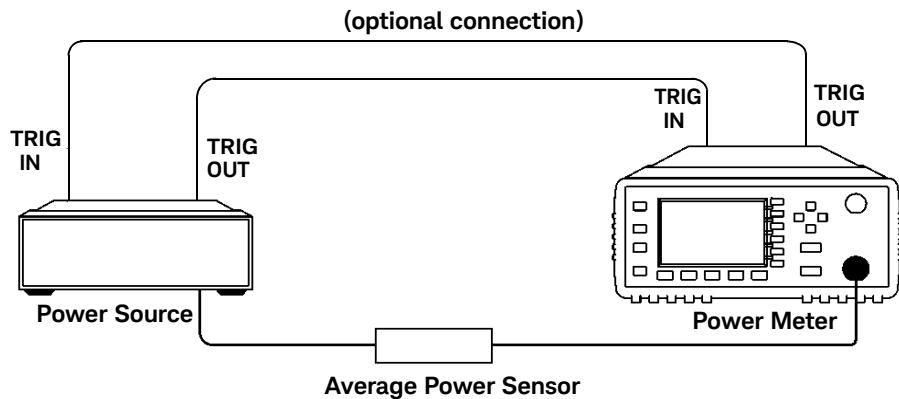 (optional connection)
TRIG
IN
TRIG
OUT
TRIG
IN
TRIG
OUT
Power Source
Power Meter
Average Power Sensor